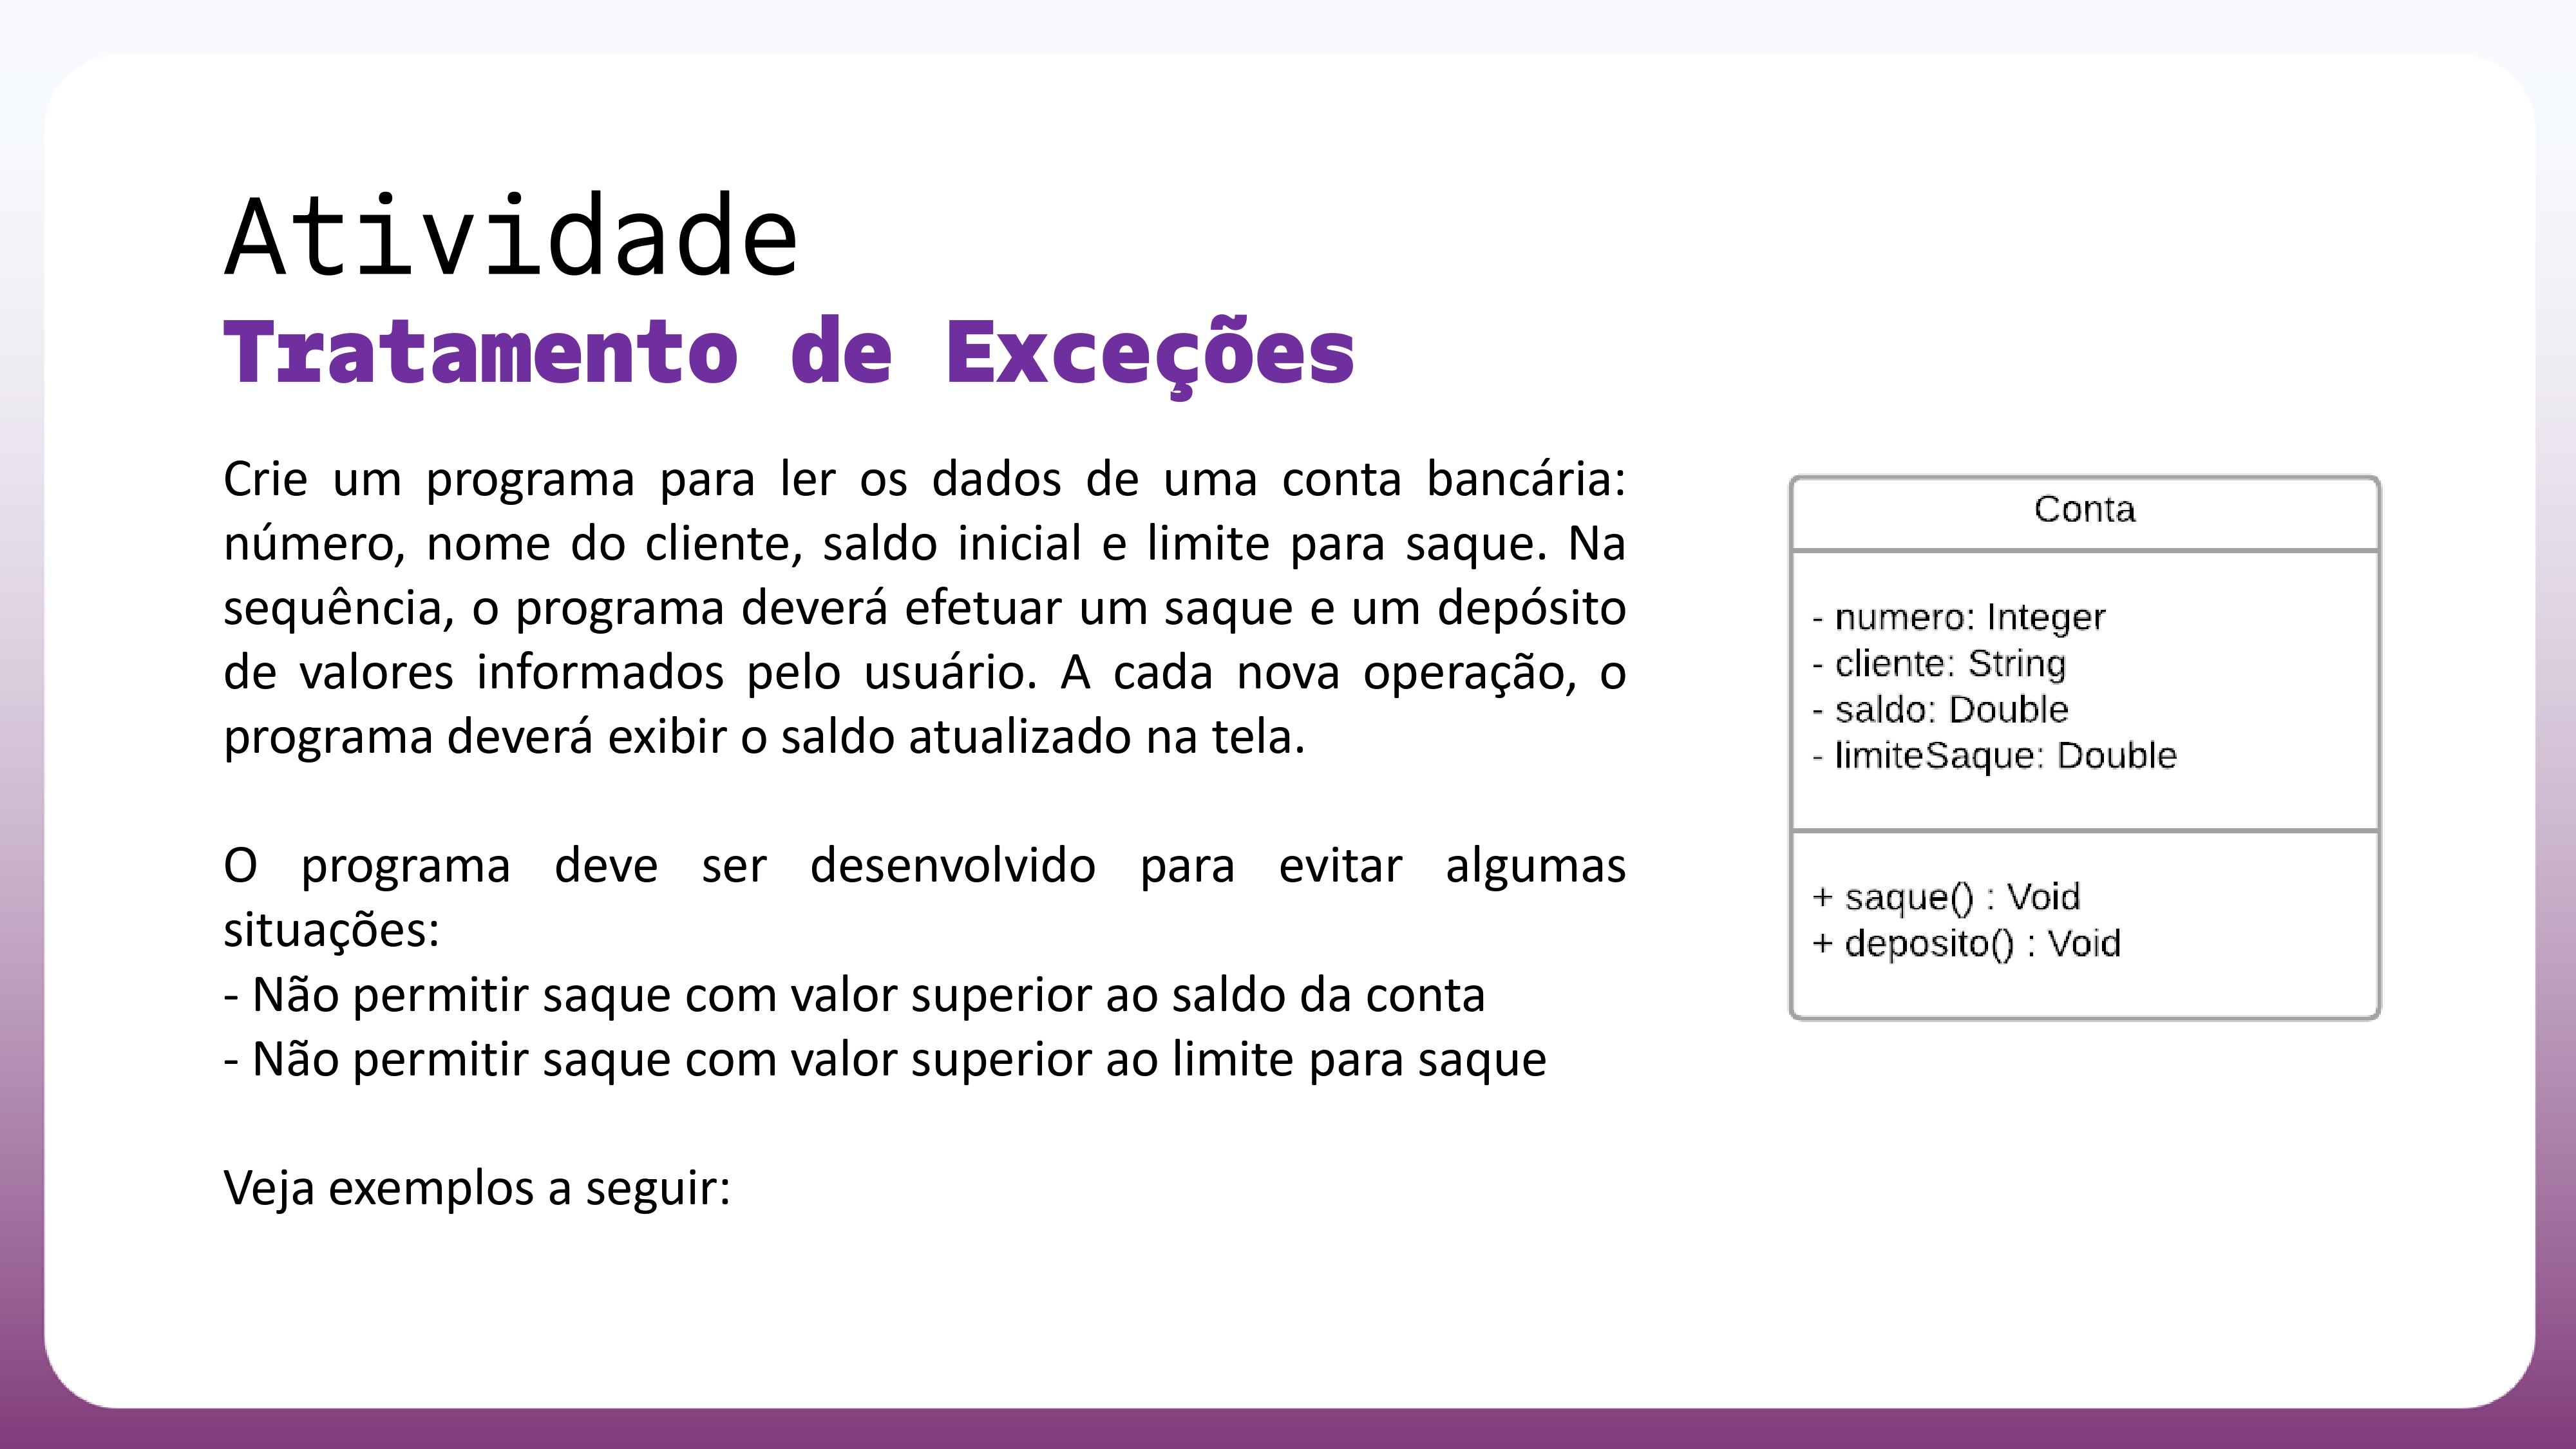 Atividade
Tratamento de Exceções
Crie um programa para ler os dados de uma conta bancária:
número, nome do cliente, saldo inicial e limite para saque. Na
sequência, o programa deverá efetuar um saque e um depósito
de valores informados pelo usuário. A cada nova operação, o
programa deverá exibir o saldo atualizado na tela.
O programa deve ser desenvolvido para evitar algumas
situações:
- Não permitir saque com valor superior ao saldo da conta
- Não permitir saque com valor superior ao limite para saque
Veja exemplos a seguir:
Conta
- numero: Integer
- cliente: String
- saldo: Double
- limiteSaque: Double
+ saque() : Void
+ deposito() : Void